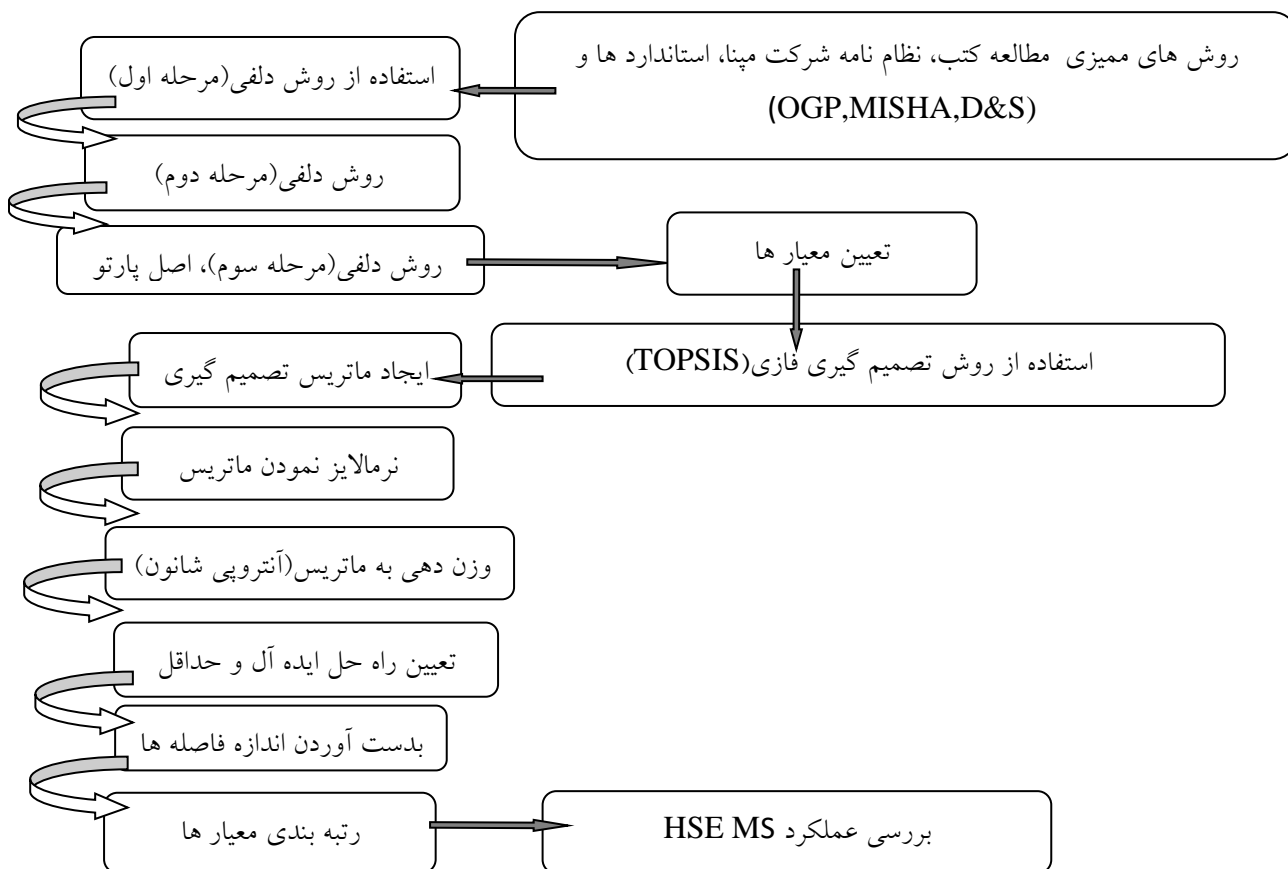 روش های ممیزی مطالعه کتب، نظام نامه شرکت مپنا، استاندارد ها و
(OGP,MISHA,D&S)
استفاده از روش دلفی(مرحله اول)
روش دلفی(مرحله دوم)
روش دلفی(مرحله سوم)، اصل پارتو
تعیین معیار ها
استفاده از روش تصمیم گیری فازی(TOPSIS)
ایجاد ماتریس تصمیم گیری
نرمالایز نمودن ماتریس
وزن دهی به ماتریس(آنتروپی شانون)
تعیین راه حل ایده آل و حداقل
بدست آوردن اندازه فاصله ها
رتبه بندی معیار ها
بررسی عملکرد HSE MS